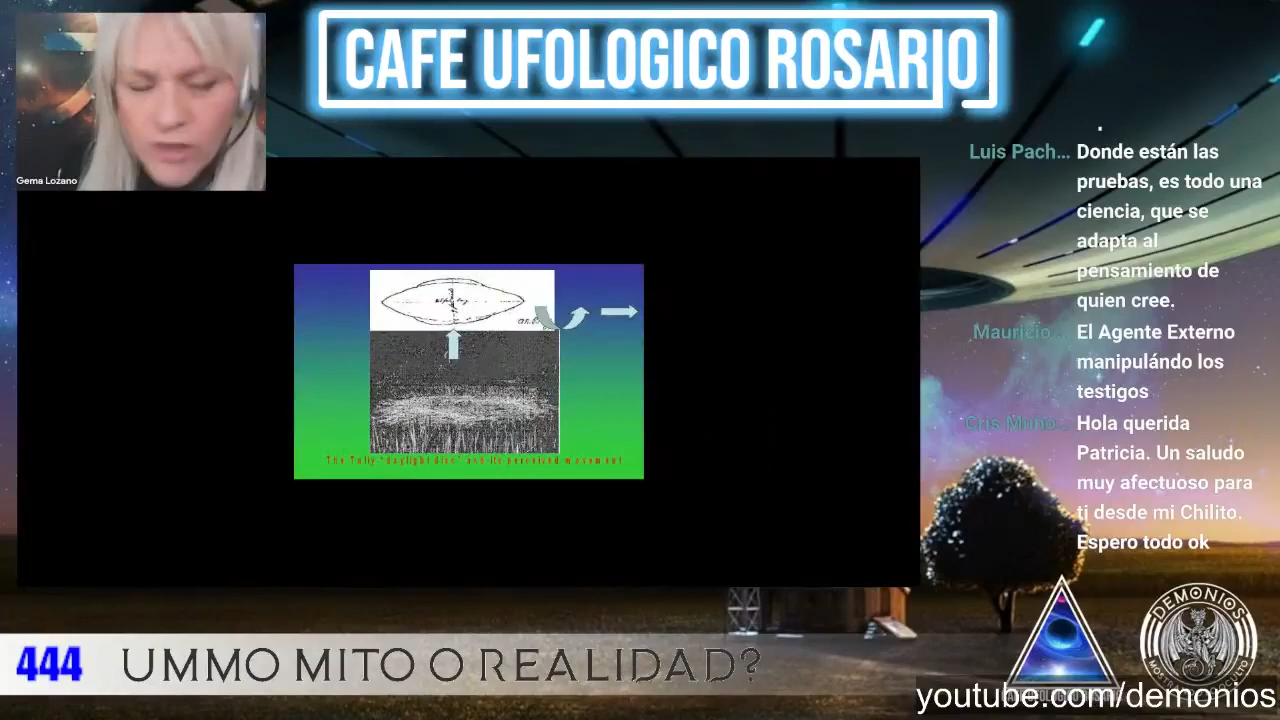 CAFE UFOLOGICO ROSARIO
Gema Lozano
Luis Pach... Donde están las
pruebas, es todo una
ciencia, que se
adapta al
pensamiento de
quien cree.
Mauricio... El Agente Externo
manipulándo los
testigos
Cris Muño... Hola querida
Patricia. Un saludo
muy afectuoso para
ti desde mi Chilito.
Espero todo ok
The Tully "daylight disc" and its perceived movement
444 UMMO MITO O REALIDAD?
DEMONIOS
youtube.com/demonios